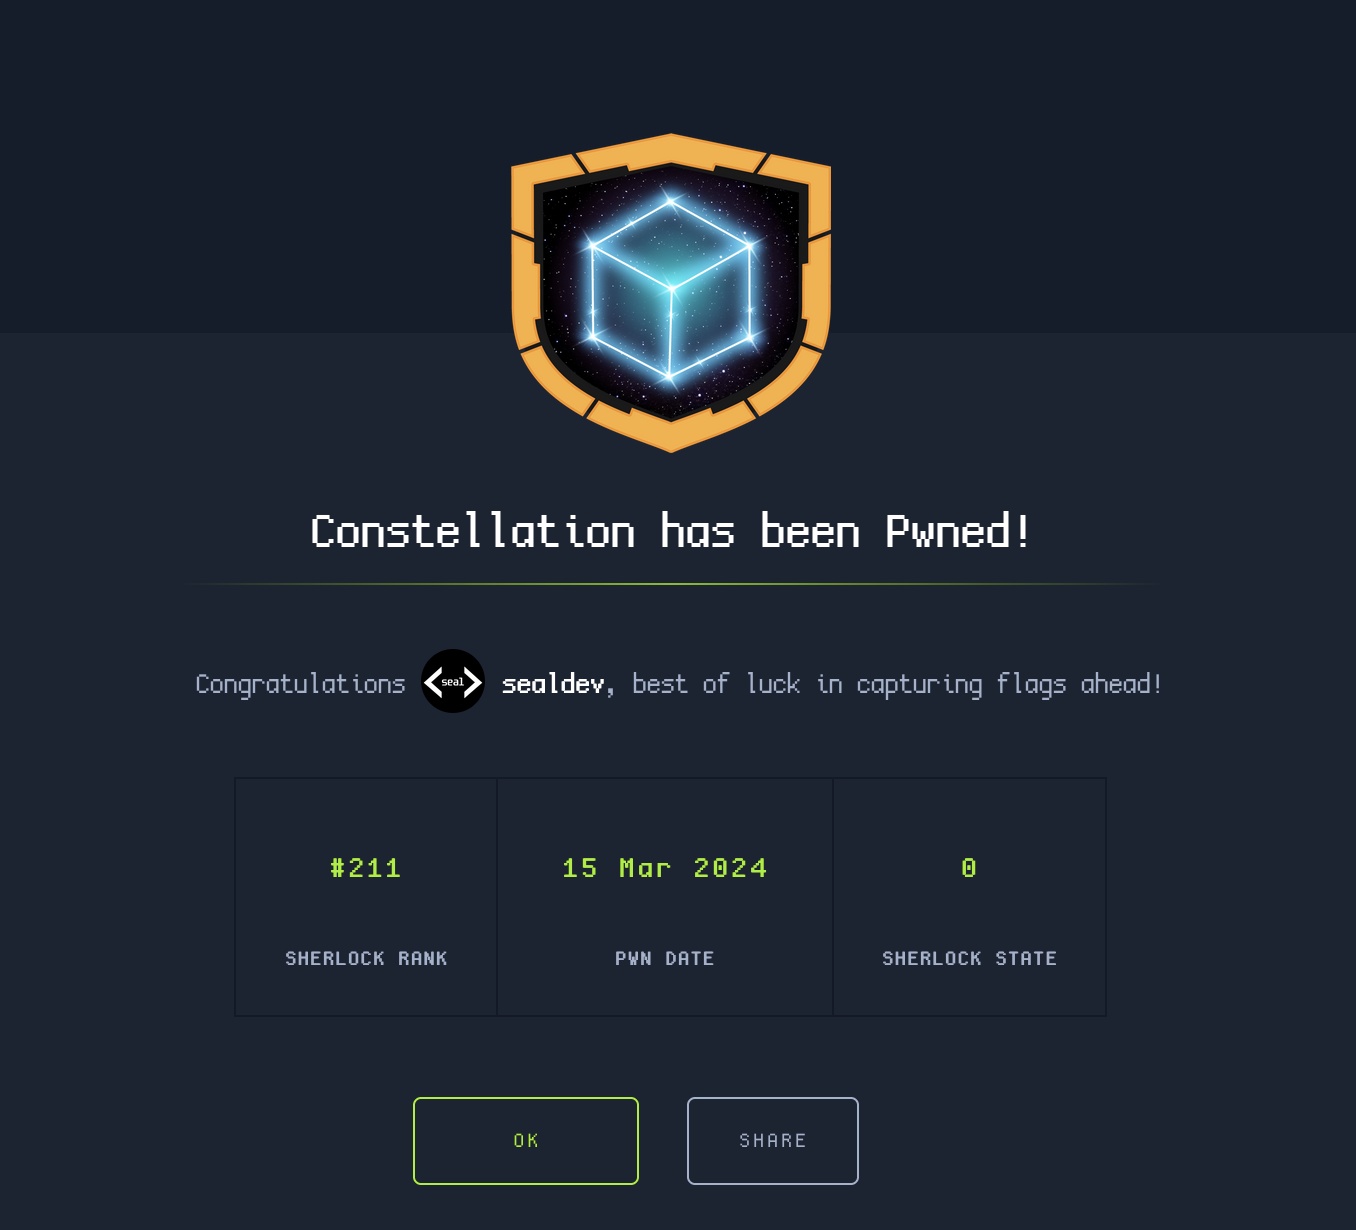 Constellation has been Pwned!
Congratulations <seal> sealdev, best of luck in capturing flags ahead!
#211 15 Mar 2024 0
SHERLOCK RANK PWN DATE SHERLOCK STATE
OK SHARE